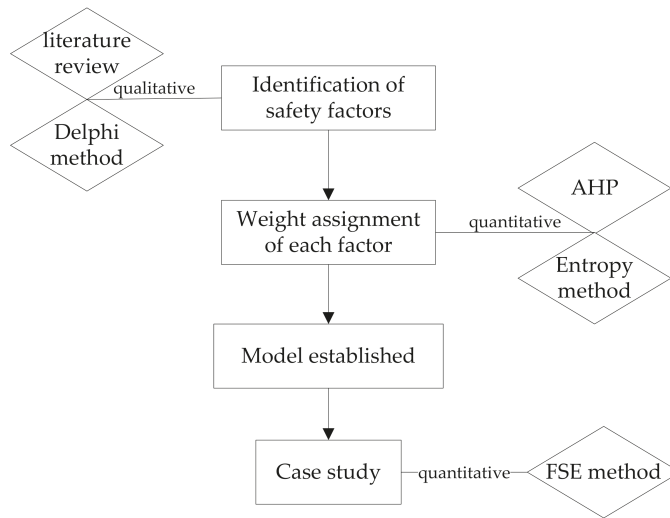 literature
review
qualitative
Delphi
method
Identification of
safety factors
Weight assignment
of each factor
quantitative
AHP
Entropy
method
Model established
Case study
quantitative
FSE method